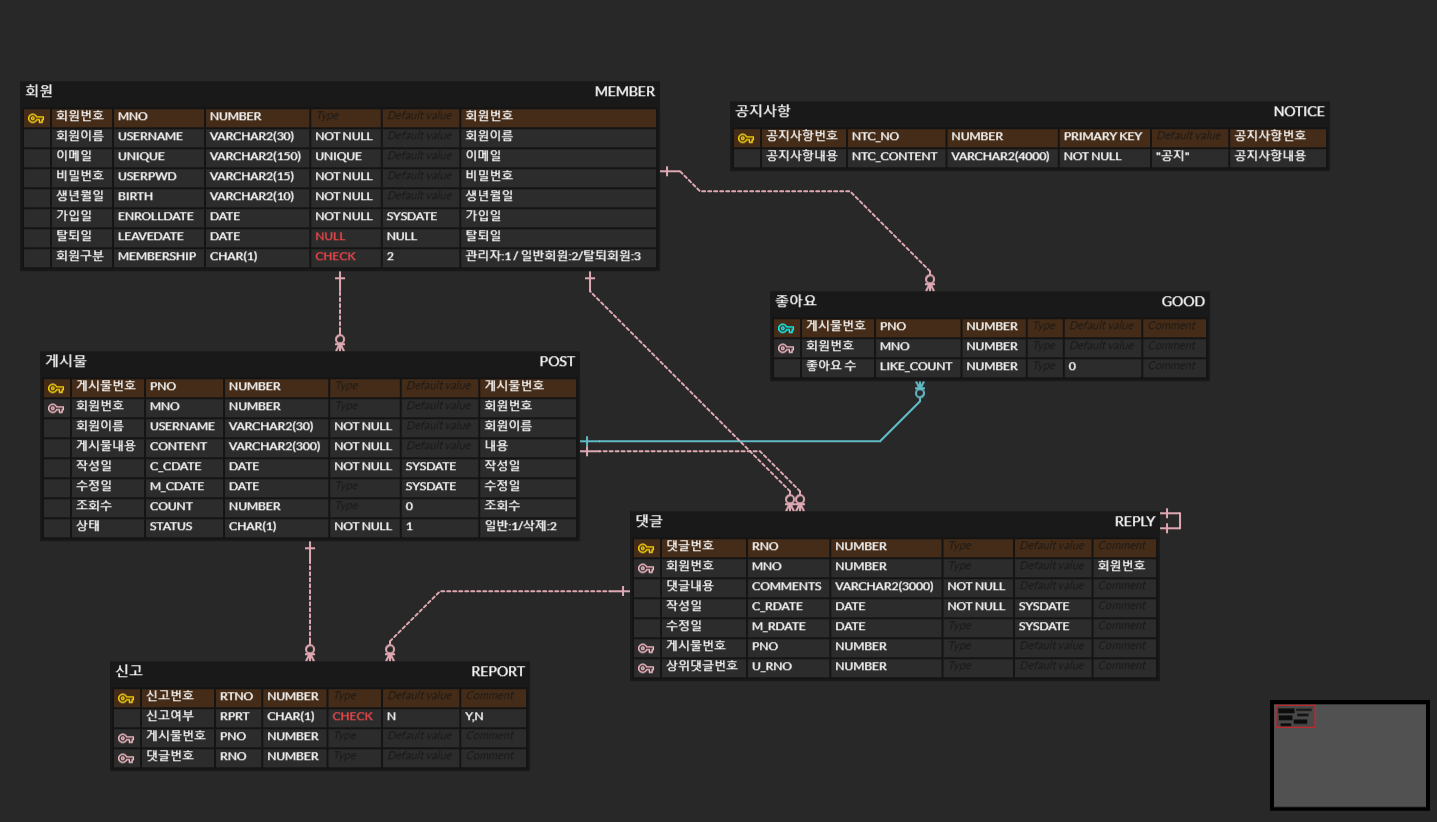 회원 MEMBER
회원번호 MNO NUMBER Type Default value 회원번호
회원이름 USERNAME VARCHAR2(30) NOT NULL Default value 회원이름
이메일 UNIQUE VARCHAR2(150) UNIQUE Default value 이메일
비밀번호 USERPWD VARCHAR2(15) NOT NULL Default value 비밀번호
생년월일 BIRTH VARCHAR2(10) NOT NULL Default value 생년월일
가입일 ENROLLDATE DATE NOT NULL SYSDATE 가입일
탈퇴일 LEAVEDATE DATE NULL NULL 탈퇴일
회원구분 MEMBERSHIP CHAR(1) CHECK 2 관리자:1 / 일반회원:2/탈퇴회원:3
공지사항 NOTICE
공지사항번호 NTC_NO NUMBER PRIMARY KEY Default value 공지사항번호
공지사항내용 NTC_CONTENT VARCHAR2(4000) NOT NULL "공지" 공지사항내용
좋아요 GOOD
게시물번호 PNO NUMBER Type Default value Comment
회원번호 MNO NUMBER Type Default value Comment
좋아요 수 LIKE_COUNT NUMBER Type 0 Comment
게시물 POST
게시물번호 PNO NUMBER Type Default value 게시물번호
회원번호 MNO NUMBER Type Default value 회원번호
회원이름 USERNAME VARCHAR2(30) NOT NULL Default value 회원이름
게시물내용 CONTENT VARCHAR2(300) NOT NULL Default value 내용
작성일 C_CDATE DATE NOT NULL SYSDATE 작성일
수정일 M_CDATE DATE Type SYSDATE 수정일
조회수 COUNT NUMBER Type 0 조회수
상태 STATUS CHAR(1) NOT NULL 1 일반:1/삭제:2
댓글 REPLY
댓글번호 RNO NUMBER Type Default value Comment
회원번호 MNO NUMBER Type Default value 회원번호
댓글내용 COMMENTS VARCHAR2(3000) NOT NULL Default value Comment
작성일 C_RDATE DATE NOT NULL SYSDATE Comment
수정일 M_RDATE DATE Type SYSDATE Comment
게시물번호 PNO NUMBER Type Default value Comment
상위댓글번호 U_RNO NUMBER Type Default value Comment
신고 REPORT
신고번호 RTNO NUMBER Type Default value Comment
신고여부 RPRT CHAR(1) CHECK N Y,N
게시물번호 PNO NUMBER Type Default value Comment
댓글번호 RNO NUMBER Type Default value Comment